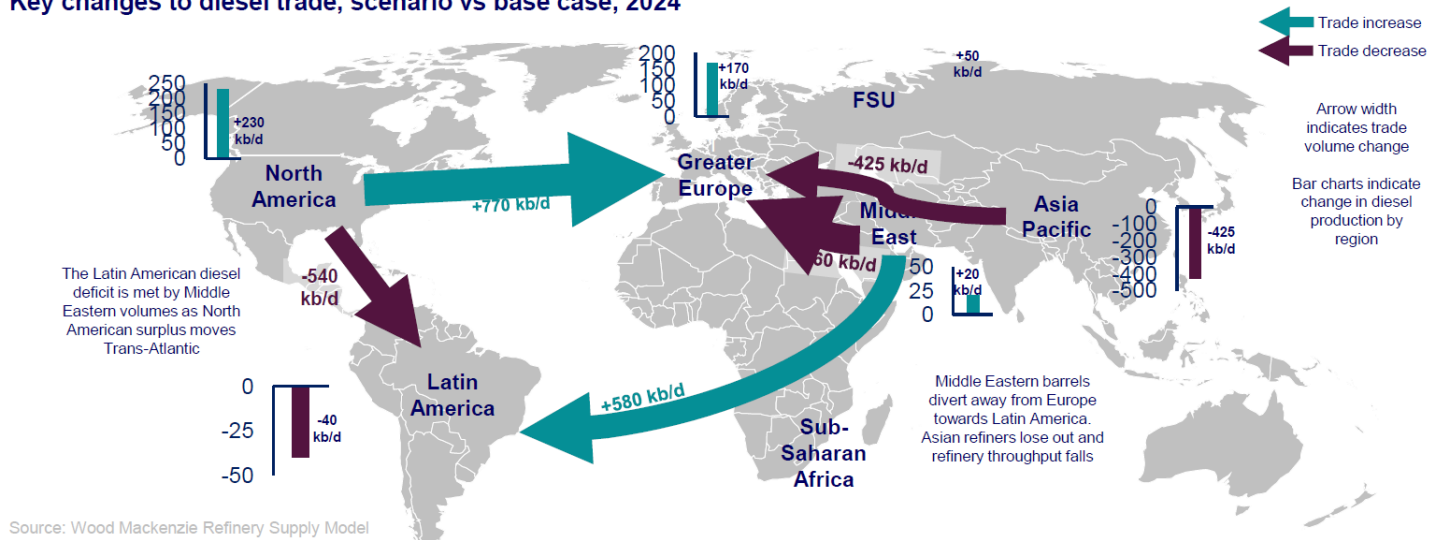 Key changes to diesel trade, scenario vs base case, 2024
Trade increase
Trade decrease
Arrow width
indicates trade
volume change
Bar charts indicate
change in diesel
production by
region
250
200
150
100
50
0
+230
kb/d
North
America
+770 kb/d
200
150
100
50
0
+170
kb/d
Greater
Europe
+50
kb/d
FSU
-425 kb/d
Middle
East
60 kb/d
Asia
Pacific
0
-100
-200
-300
-400
-500
-425
kb/d
50
25
0
+20
kb/d
The Latin American diesel
deficit is met by Middle
Eastern volumes as North
American surplus moves
Trans-Atlantic
-540
kb/d
0
-25
-50
-40
kb/d
Latin
America
+580 kb/d
Sub-
Saharan
Africa
Middle Eastern barrels
divert away from Europe
towards Latin America.
Asian refiners lose out and
refinery throughput falls
Source: Wood Mackenzie Refinery Supply Model